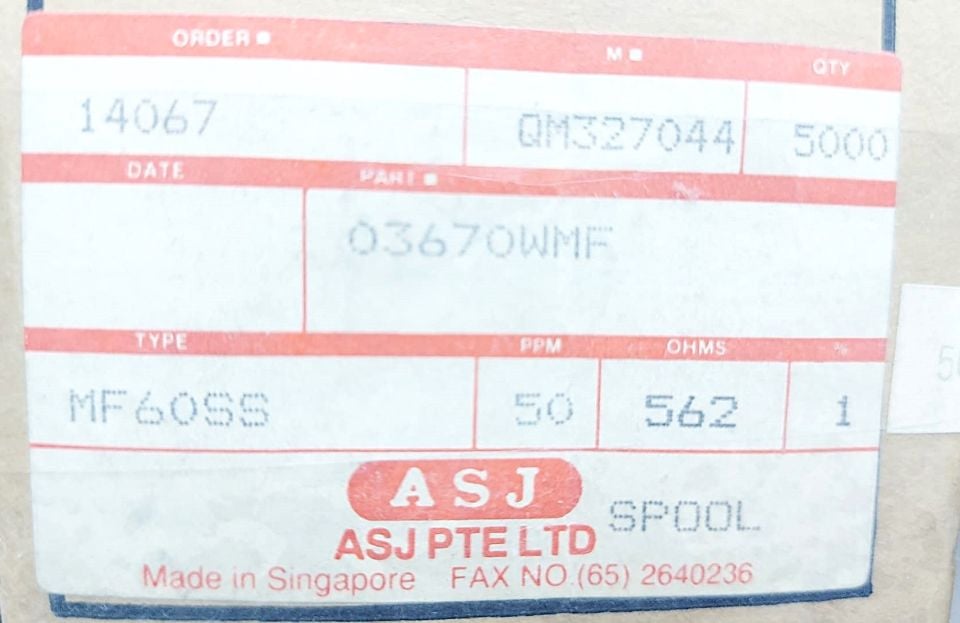 ORDER ■ M ■ QTY
14067 QM327044 5000
DATE PART ■
03670WMF
TYPE PPM OHMS %
MF60SS 50 562 1
ASJ
SPOOL
ASJ PTE LTD
Made in Singapore FAX NO.(65) 2640236